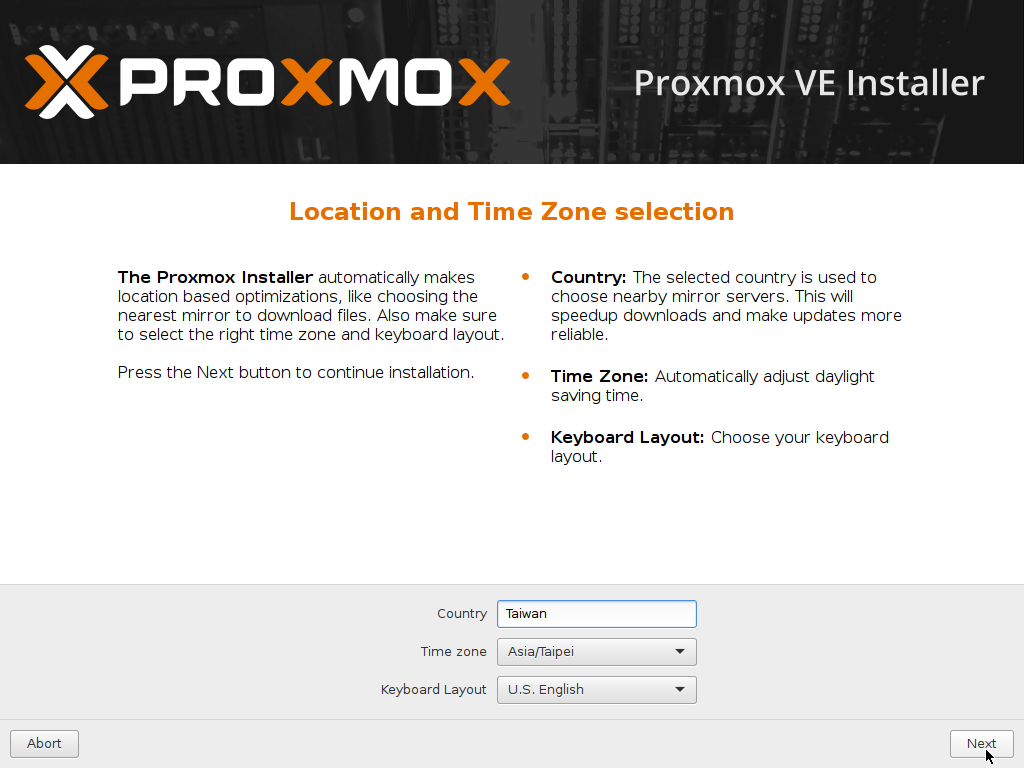 PROXMOX
Proxmox VE Installer
Location and Time Zone selection
The Proxmox Installer automatically makes
location based optimizations, like choosing the
nearest mirror to download files. Also make sure
to select the right time zone and keyboard layout.
Press the Next button to continue installation.
Country: The selected country is used to
choose nearby mirror servers. This will
speedup downloads and make updates more
reliable.
Time Zone: Automatically adjust daylight
saving time.
Keyboard Layout: Choose your keyboard
layout.
Country Taiwan
Time zone Asia/Taipei
Keyboard Layout U.S. English
Abort Next